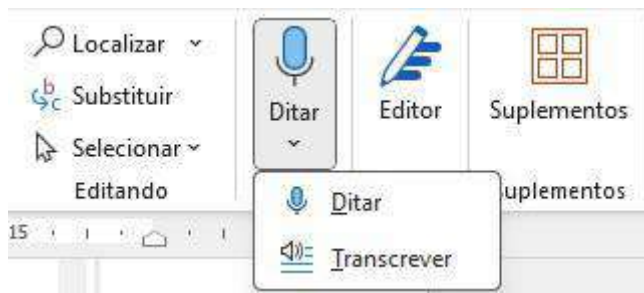 Localizar
Substituir
Selecionar
Editando
Ditar
Editor
Suplementos
uplementos
Ditar
Transcrever
15